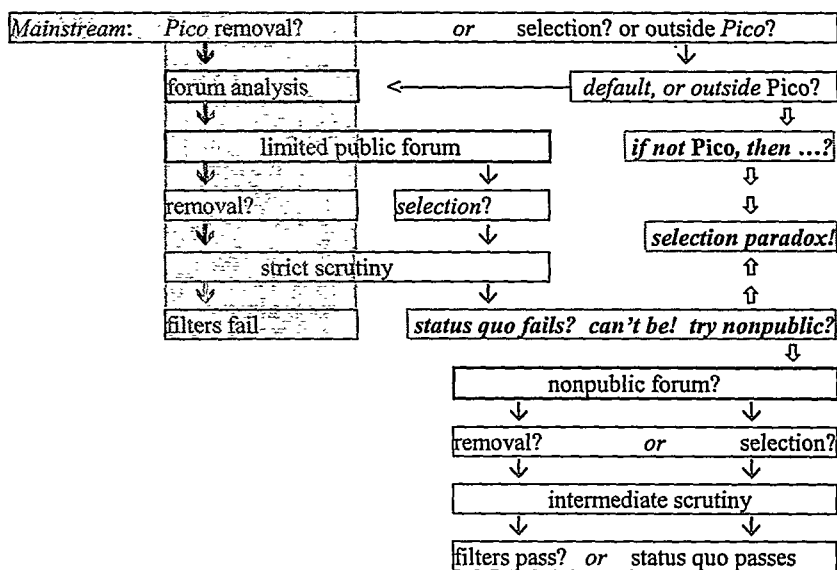 Mainstream: Pico removal? or selection? or outside Pico?
forum analysis default, or outside Pico?
limited public forum if not Pico, then ...?
removal? selection?
selection paradox!
strict scrutiny
filters fail status quo fails? can't be! try nonpublic?
nonpublic forum?
removal? or selection?
intermediate scrutiny
filters pass? or status quo passes